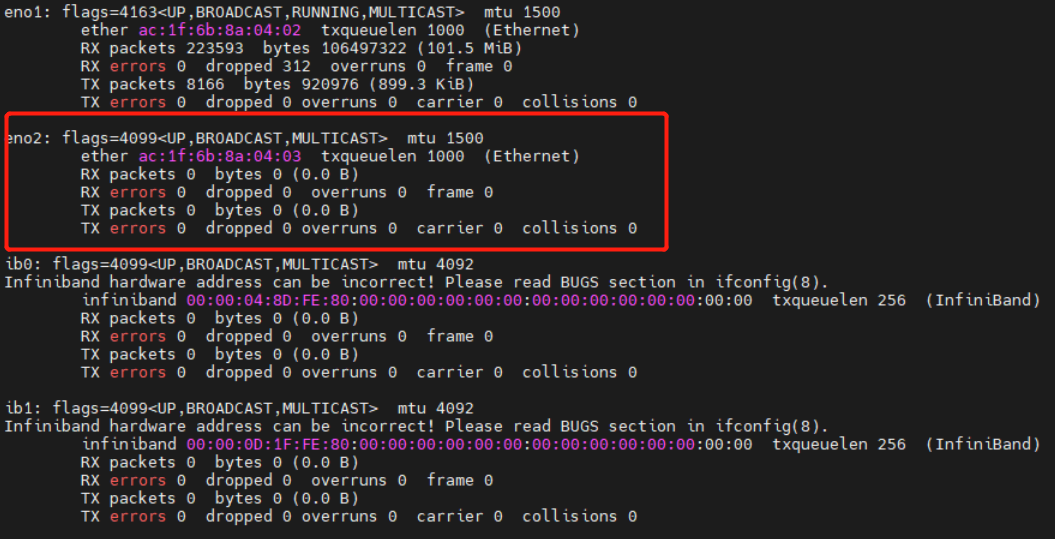 eno1: flags=4163<UP,BROADCAST,RUNNING,MULTICAST>  mtu 1500
        ether ac:1f:6b:8a:04:02  txqueuelen 1000  (Ethernet)
        RX packets 223593  bytes 106497322 (101.5 MiB)
        RX errors 0  dropped 312  overruns 0  frame 0
        TX packets 8166  bytes 920976 (899.3 KiB)
        TX errors 0  dropped 0 overruns 0  carrier 0  collisions 0
eno2: flags=4099<UP,BROADCAST,MULTICAST>  mtu 1500
        ether ac:1f:6b:8a:04:03  txqueuelen 1000  (Ethernet)
        RX packets 0  bytes 0 (0.0 B)
        RX errors 0  dropped 0  overruns 0  frame 0
        TX packets 0  bytes 0 (0.0 B)
        TX errors 0  dropped 0 overruns 0  carrier 0  collisions 0
ib0: flags=4099<UP,BROADCAST,MULTICAST>  mtu 4092
Infiniband hardware address can be incorrect! Please read BUGS section in ifconfig(8).
        infiniband 00:00:04:8D:FE:80:00:00:00:00:00:00:00:00:00:00:00:00:00:00  txqueuelen 256  (InfiniBand)
        RX packets 0  bytes 0 (0.0 B)
        RX errors 0  dropped 0  overruns 0  frame 0
        TX packets 0  bytes 0 (0.0 B)
        TX errors 0  dropped 0 overruns 0  carrier 0  collisions 0
ib1: flags=4099<UP,BROADCAST,MULTICAST>  mtu 4092
Infiniband hardware address can be incorrect! Please read BUGS section in ifconfig(8).
        infiniband 00:00:0D:1F:FE:80:00:00:00:00:00:00:00:00:00:00:00:00:00:00  txqueuelen 256  (InfiniBand)
        RX packets 0  bytes 0 (0.0 B)
        RX errors 0  dropped 0  overruns 0  frame 0
        TX packets 0  bytes 0 (0.0 B)
        TX errors 0  dropped 0 overruns 0  carrier 0  collisions 0